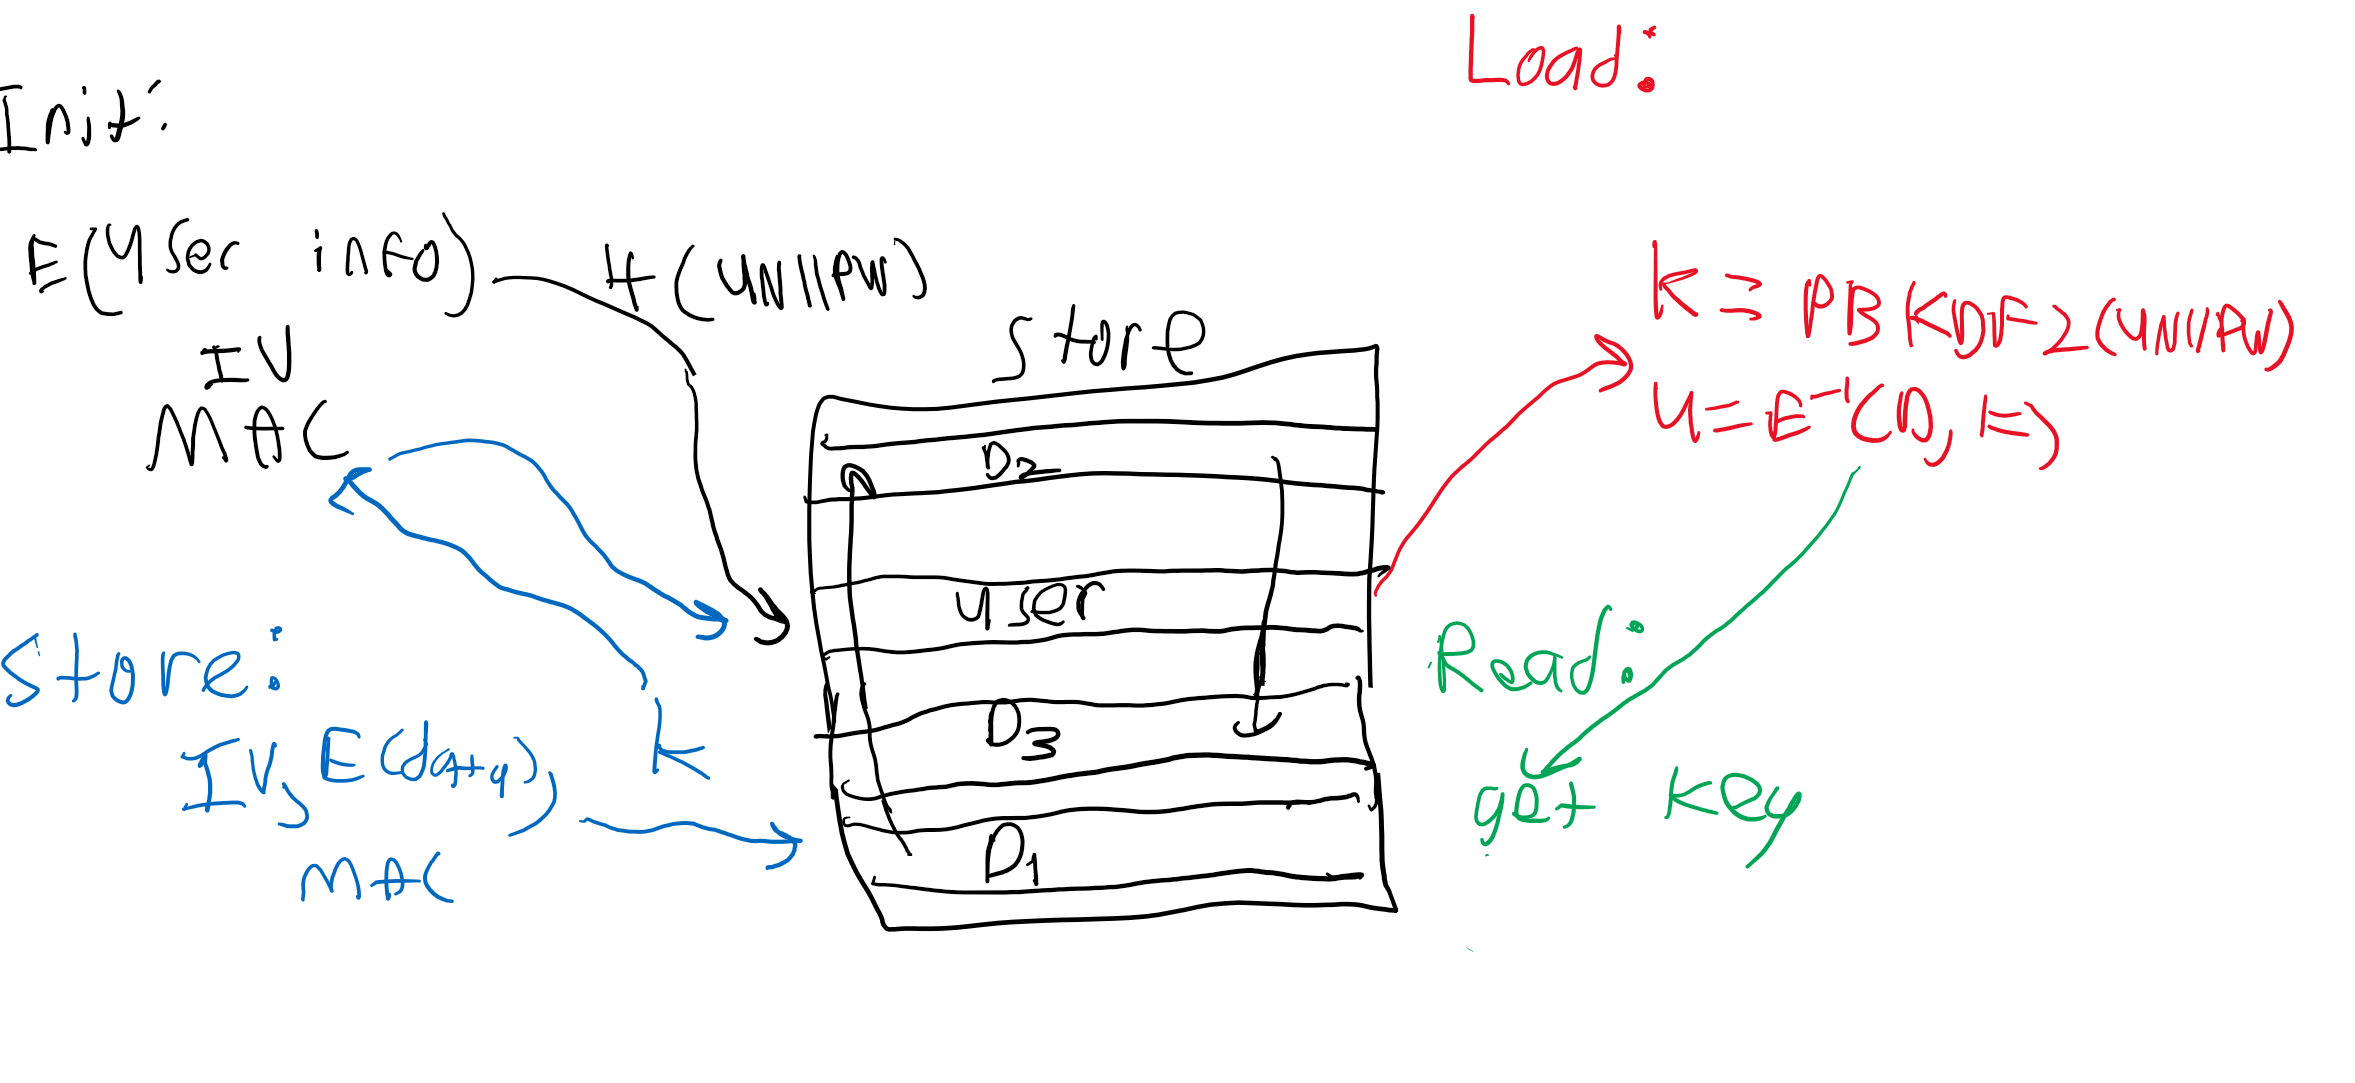 Init:
E(User info)
IV
MAC
H(UN||PW)
Store
D2
User
D3
D1
Store:
IV, E(data),
MAC
K
Load:
K = PBKDF2(UN||PW)
U = E⁻¹(D, K)
Read:
get key